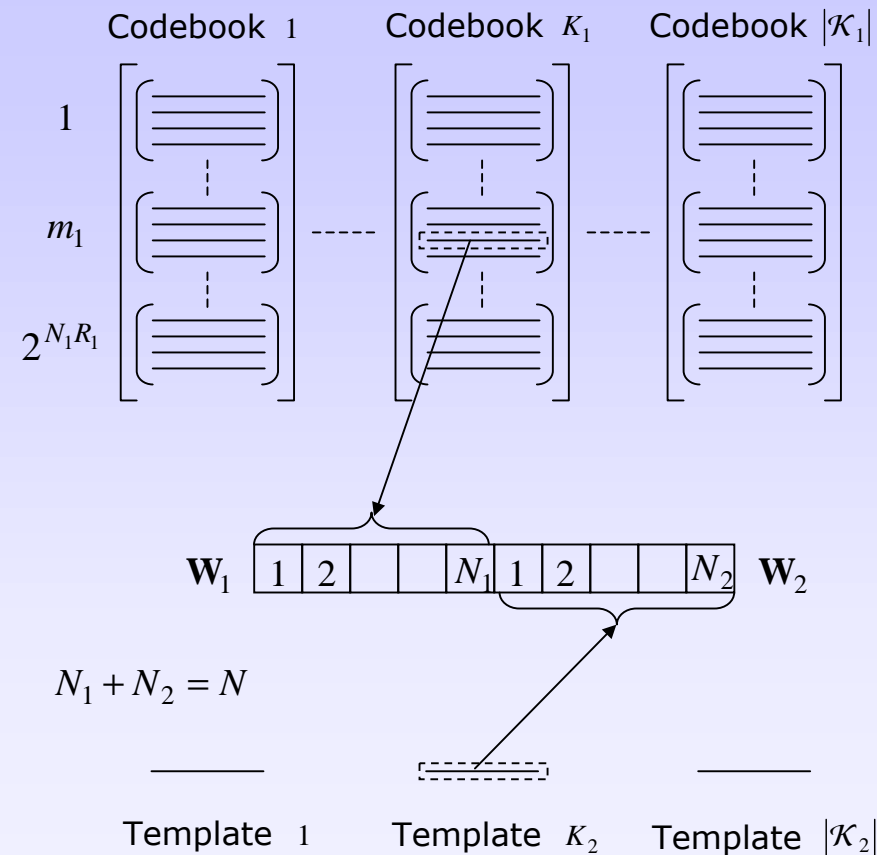 Codebook 1 Codebook K₁ Codebook |𝒦₁|
1
m₁
2^{N₁R₁}
W₁ 1 2 N₁ 1 2 N₂ W₂
N₁ + N₂ = N
Template 1 Template K₂ Template |𝒦₂|